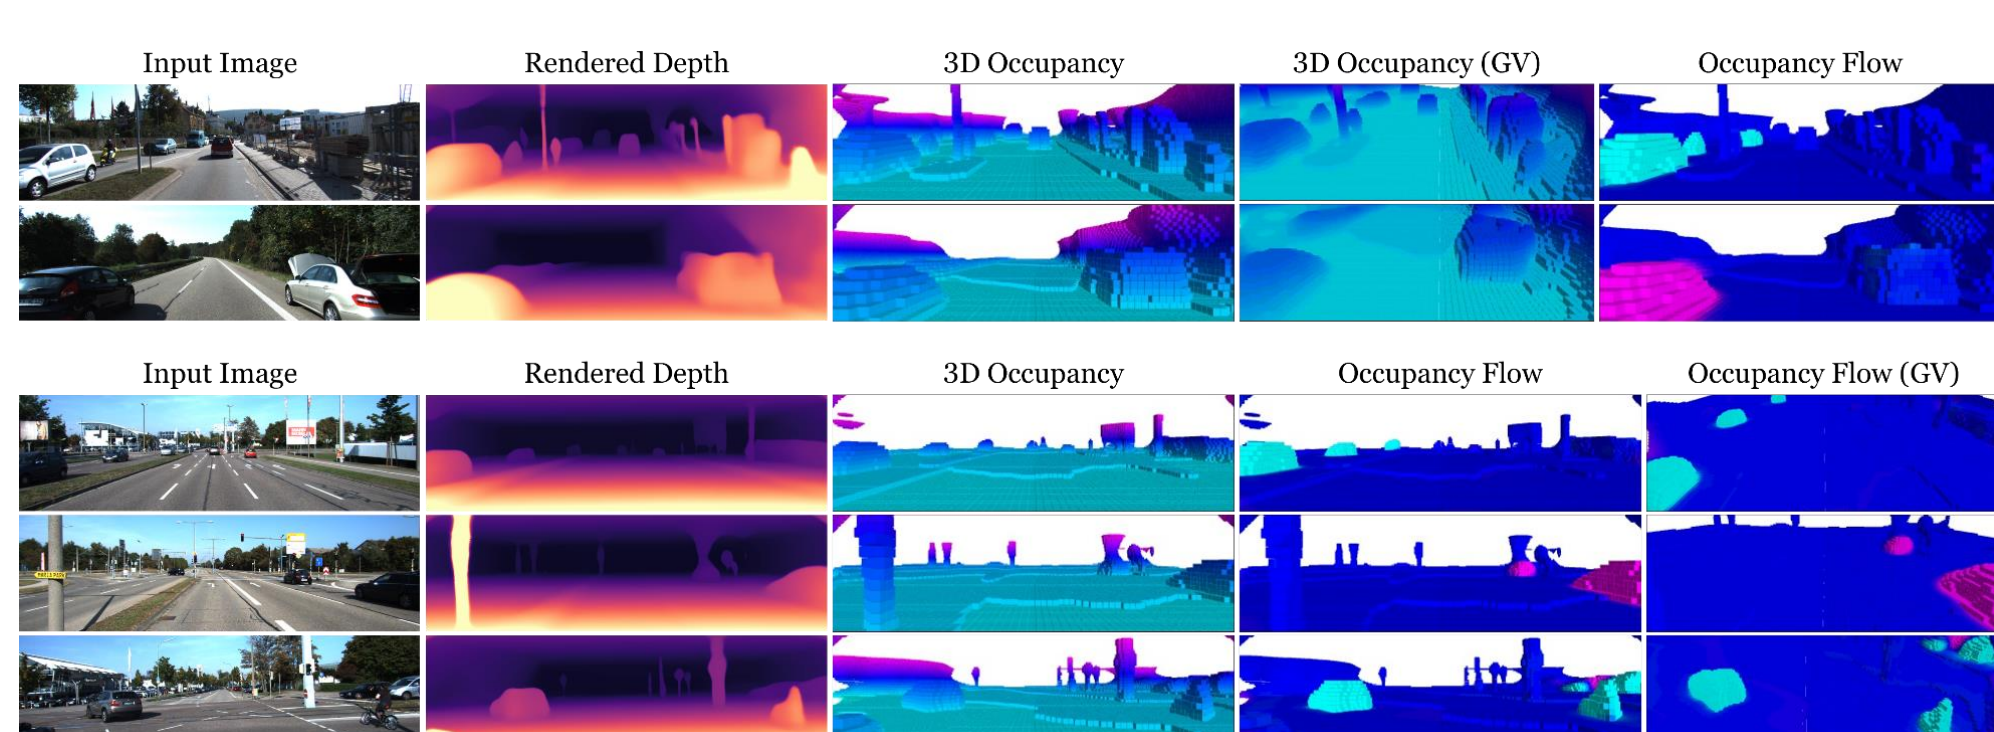 Input Image Rendered Depth 3D Occupancy 3D Occupancy (GV) Occupancy Flow
Input Image Rendered Depth 3D Occupancy Occupancy Flow Occupancy Flow (GV)